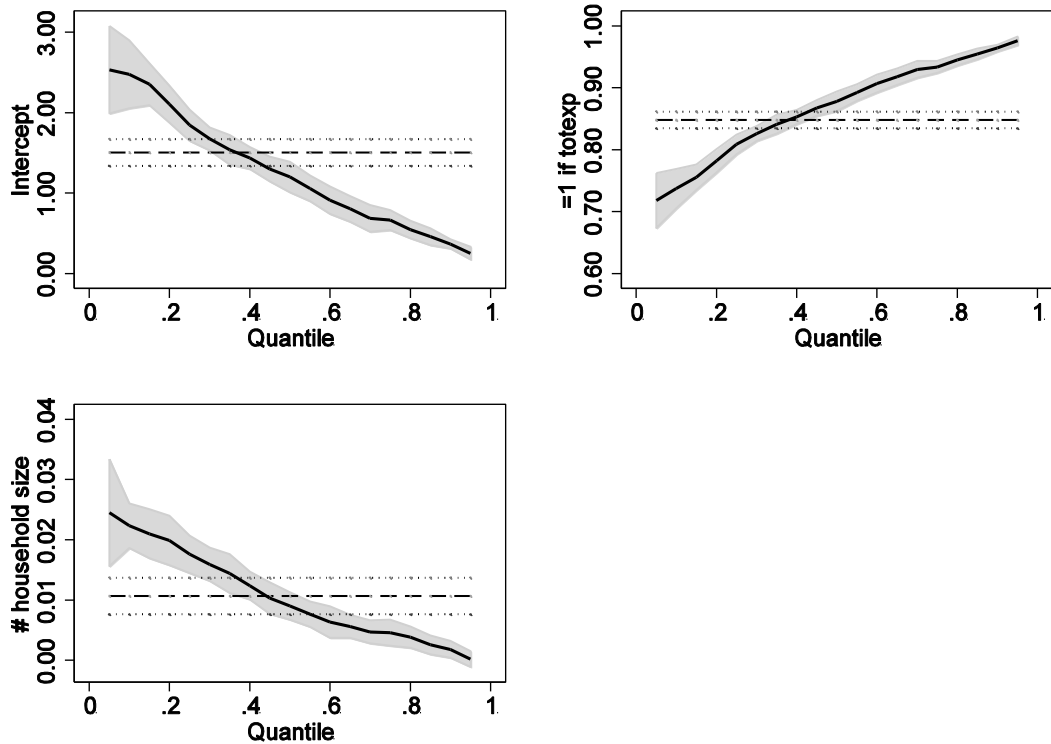 Intercept
3.00
2.00
1.00
0.00
0 .2 .4 .6 .8 1
Quantile
=1 if totexp
1.00
0.90
0.80
0.70
0.60
0 .2 .4 .6 .8 1
Quantile
# household size
0.04
0.03
0.02
0.01
0.00
0 .2 .4 .6 .8 1
Quantile